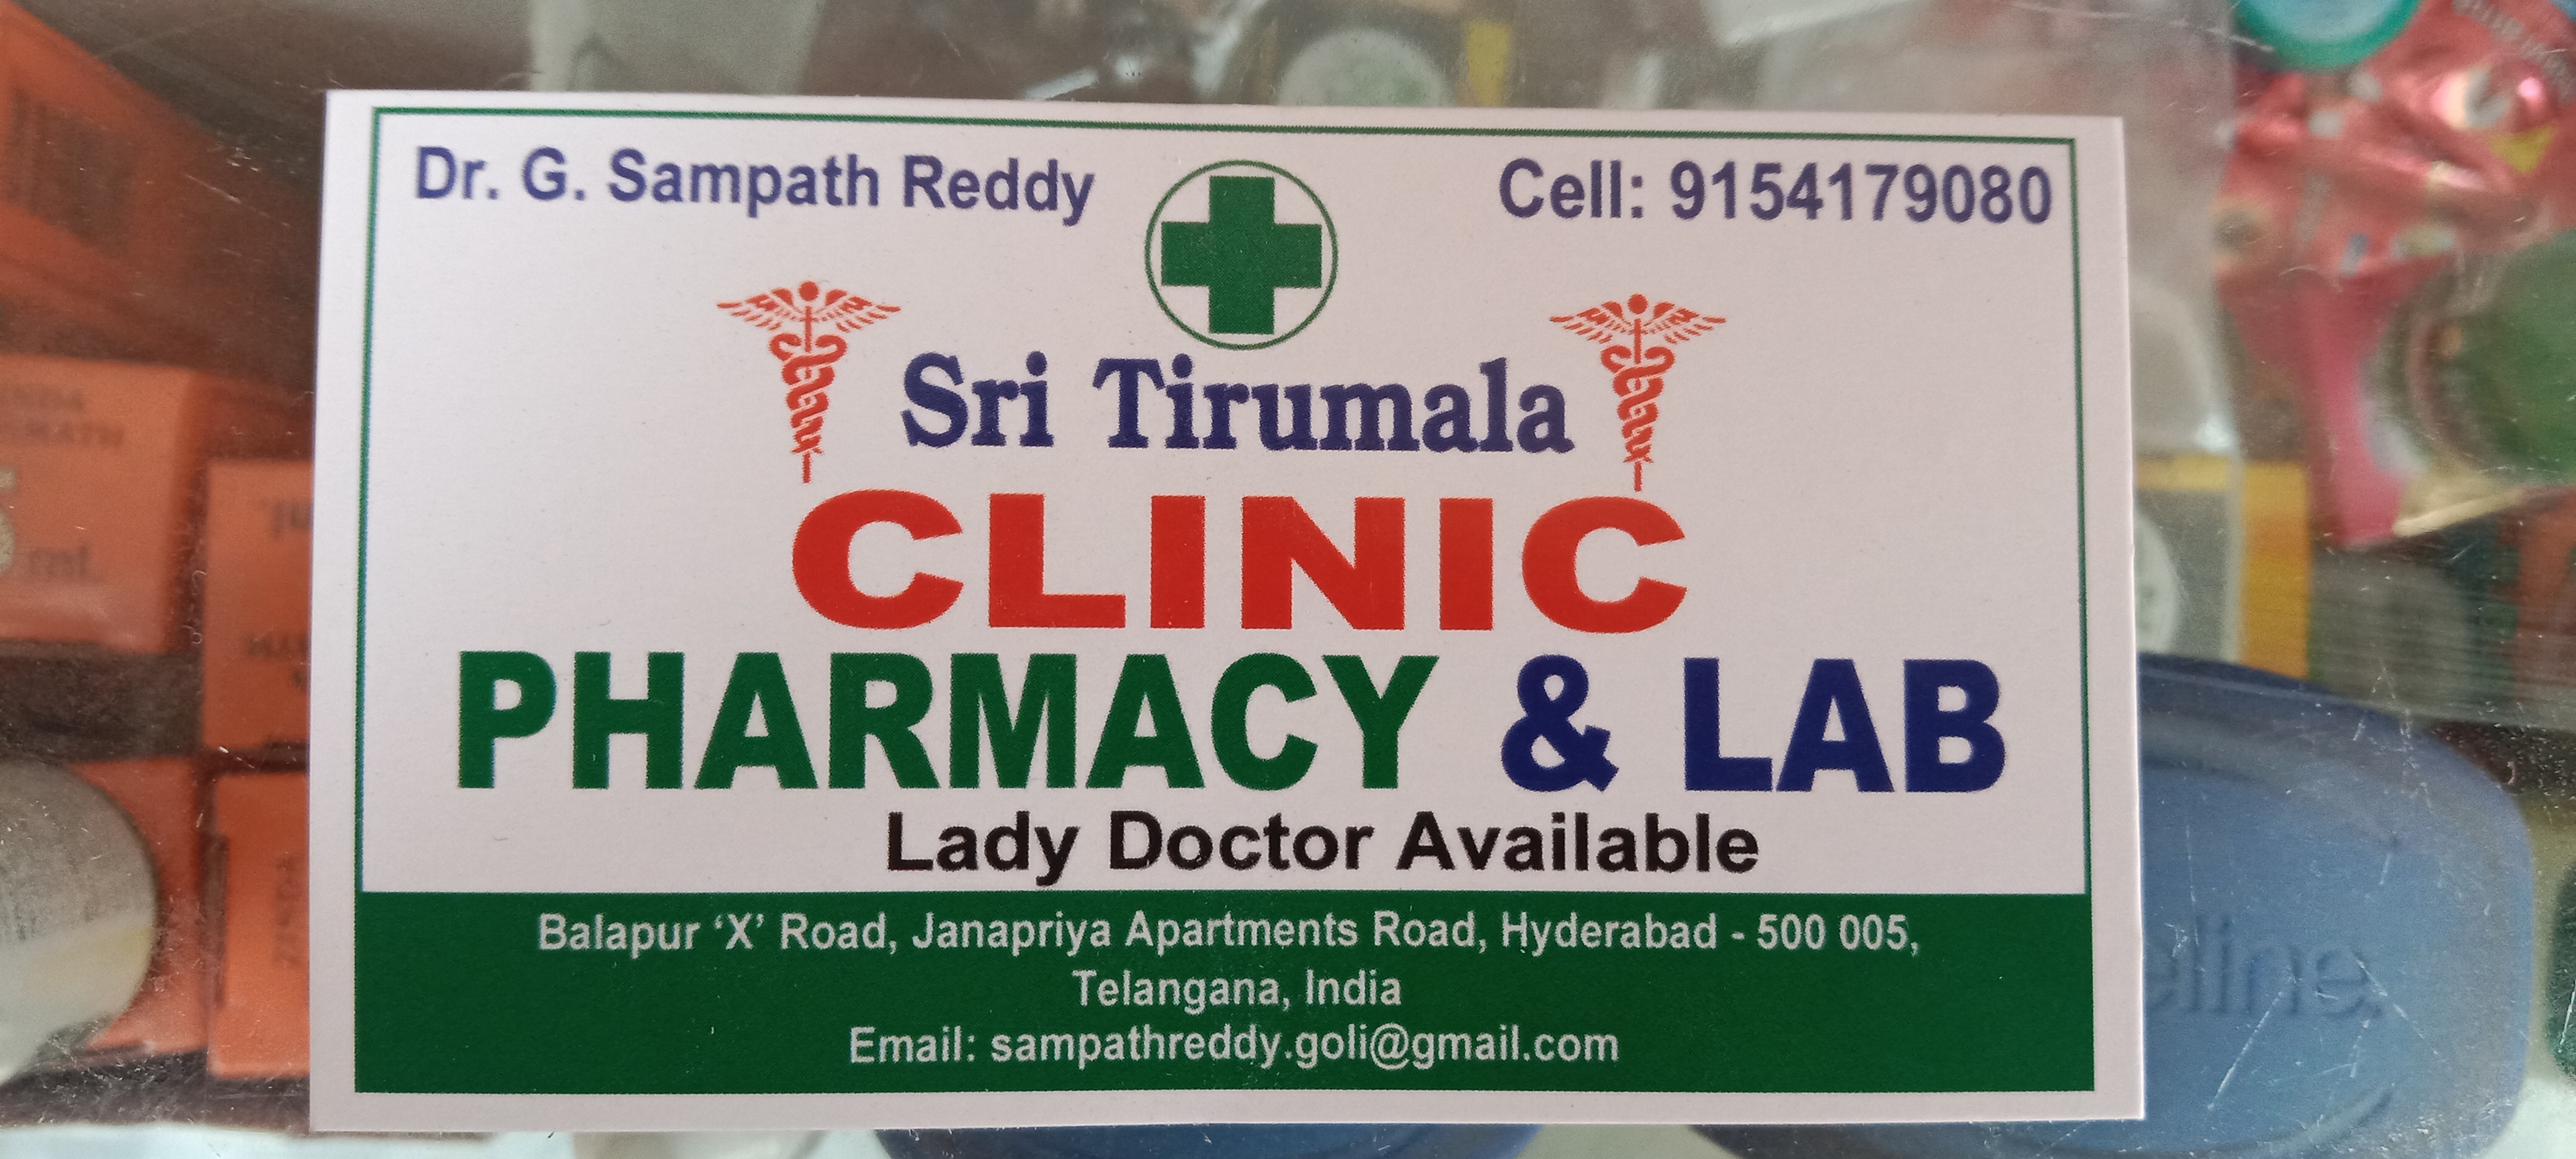 Dr. G. Sampath Reddy
Cell: 9154179080
Sri Tirumala
CLINIC
PHARMACY & LAB
Lady Doctor Available
Balapur ‘X’ Road, Janapriya Apartments Road, Hyderabad - 500 005,
Telangana, India
Email: sampathreddy.goli@gmail.com